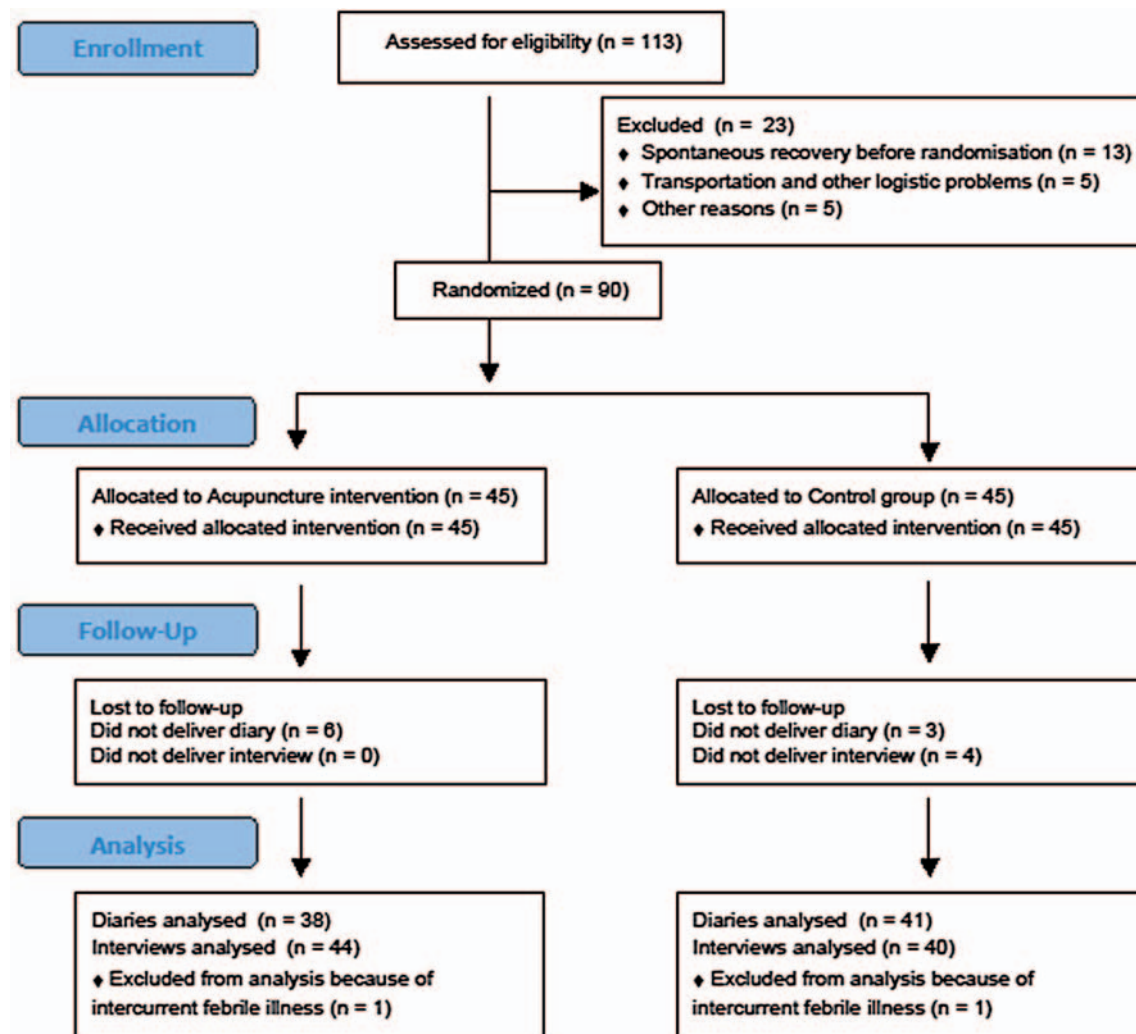 Enrollment
Assessed for eligibility (n = 113)
Excluded (n = 23)
♦ Spontaneous recovery before randomisation (n = 13)
♦ Transportation and other logistic problems (n = 5)
♦ Other reasons (n = 5)
Randomized (n = 90)
Allocation
Allocated to Acupuncture intervention (n = 45)
♦ Received allocated intervention (n = 45)
Allocated to Control group (n = 45)
♦ Received allocated intervention (n = 45)
Follow-Up
Lost to follow-up
Did not deliver diary (n = 6)
Did not deliver interview (n = 0)
Lost to follow-up
Did not deliver diary (n = 3)
Did not deliver interview (n = 4)
Analysis
Diaries analysed (n = 38)
Interviews analysed (n = 44)
♦ Excluded from analysis because of
intercurrent febrile illness (n = 1)
Diaries analysed (n = 41)
Interviews analysed (n = 40)
♦ Excluded from analysis because of
intercurrent febrile illness (n = 1)